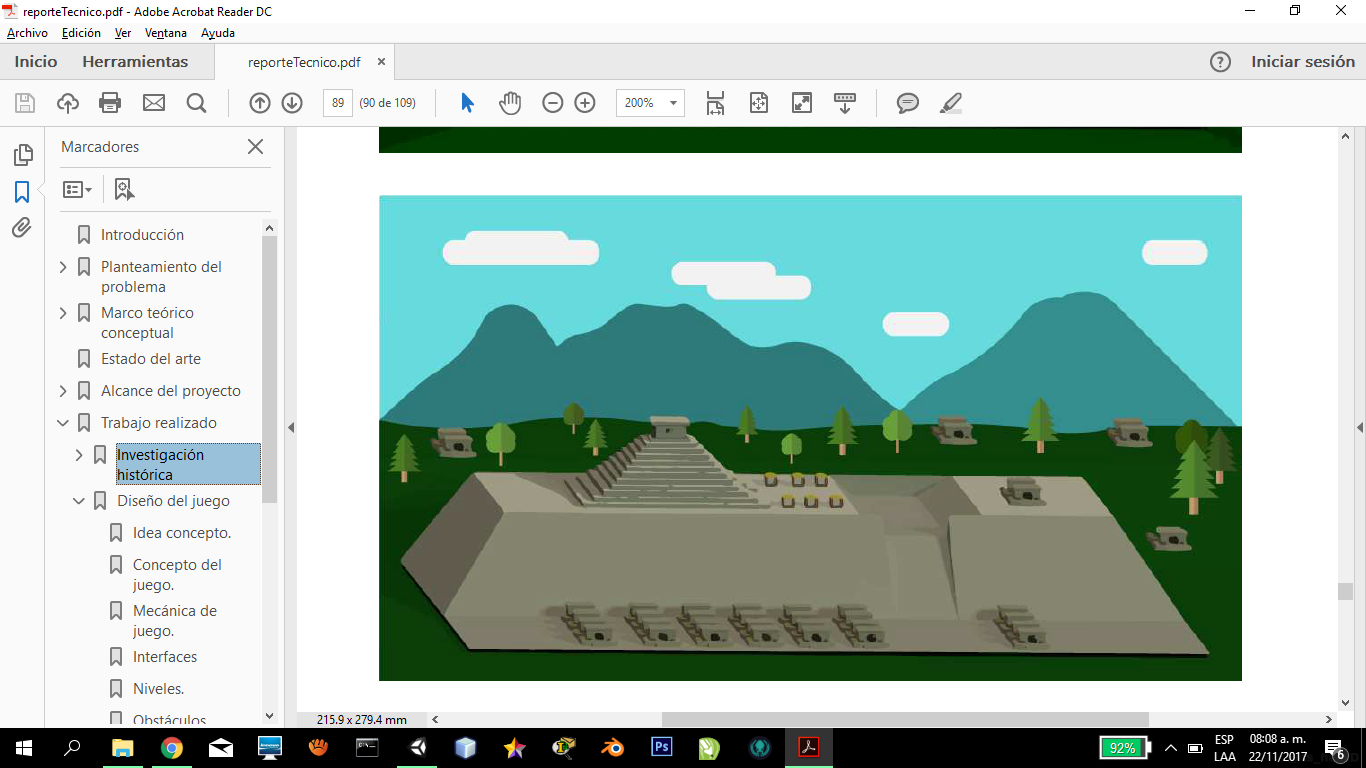 reporteTecnico.pdf - Adobe Acrobat Reader DC
Archivo Edición Ver Ventana Ayuda
Inicio Herramientas reporteTecnico.pdf × ? Iniciar sesión
89 (90 de 109) 200%
Marcadores
Introducción
Planteamiento del
problema
Marco teórico
conceptual
Estado del arte
Alcance del proyecto
Trabajo realizado
Investigación
histórica
Diseño del juego
Idea concepto.
Concepto del
juego.
Mecánica de
juego.
Interfaces
Niveles.
Obstáculos
215.9 x 279.4 mm
Ps
92%
ESP
LAA
08:08 a. m.
22/11/2017
6